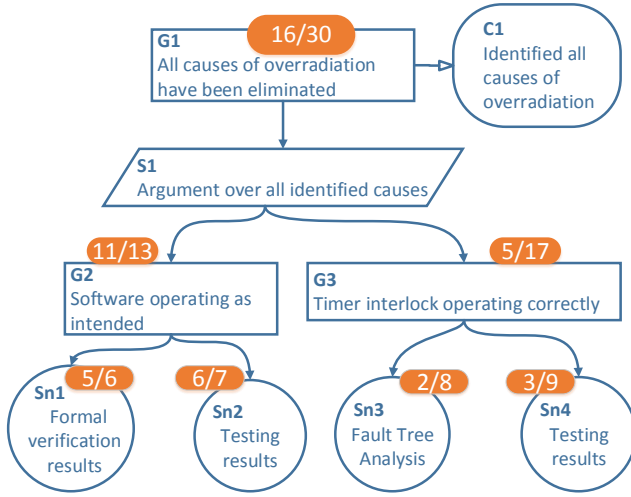 16/30
G1
All causes of overradiation
have been eliminated
C1
Identified all
causes of
overradiation
S1
Argument over all identified causes
11/13
G2
Software operating as
intended
5/17
G3
Timer interlock operating correctly
5/6
Sn1
Formal
verification
results
6/7
Sn2
Testing
results
2/8
Sn3
Fault Tree
Analysis
3/9
Sn4
Testing
results